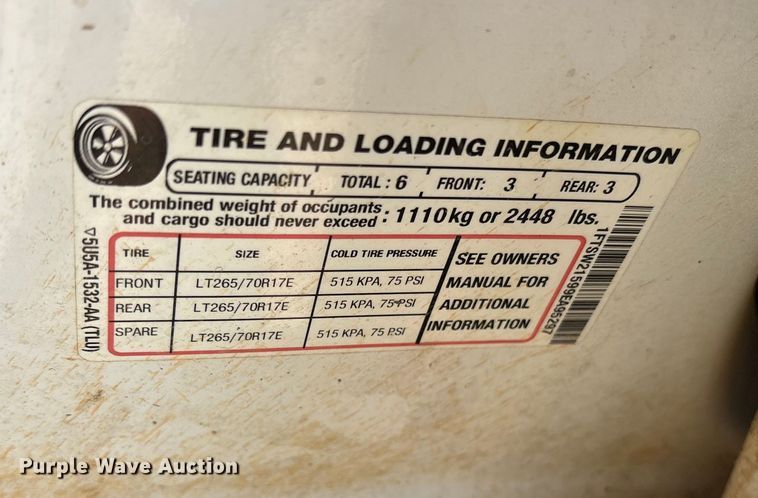 TIRE AND LOADING INFORMATION
SEATING CAPACITY TOTAL : 6 FRONT: 3 REAR: 3
The combined weight of occupants and cargo should never exceed : 1110kg or 2448 lbs.
TIRE SIZE COLD TIRE PRESSURE
FRONT LT265/70R17E 515 KPA, 75 PSI
REAR LT265/70R17E 515 KPA, 75 PSI
SPARE LT265/70R17E 515 KPA, 75 PSI
SEE OWNERS
MANUAL FOR
ADDITIONAL
INFORMATION
5U5A-1532-AA (TLU)
1FTSW21599EA95297
Purple Wave Auction